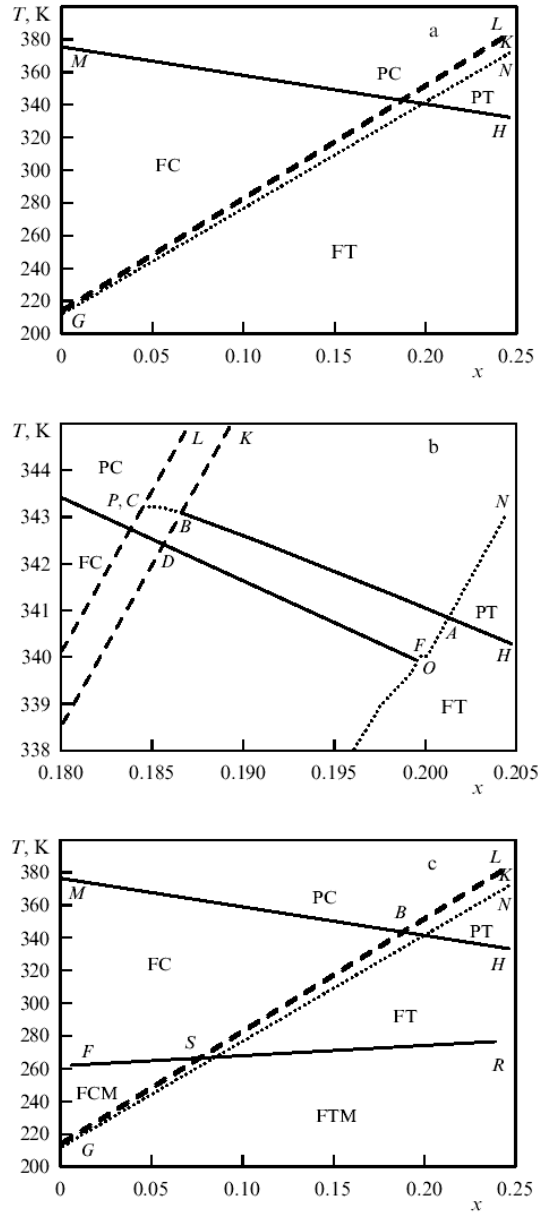 T, K
a
L
380
K
M
PC
N
360
PT
340
H
320
FC
300
280
260
FT
240
220
G
200
0
0.05
0.10
0.15
0.20
0.25
x
T, K
b
L
K
PC
344
P, C
N
343
B
FC
342
D
341
A
PT
F
H
340
O
339
FT
338
0.180
0.185
0.190
0.195
0.200
0.205
x
T, K
c
L
380
K
M
PC
B
N
360
PT
340
H
320
FC
300
FT
280
S
F
260
R
FCM
240
FTM
220
G
200
0
0.05
0.10
0.15
0.20
0.25
x